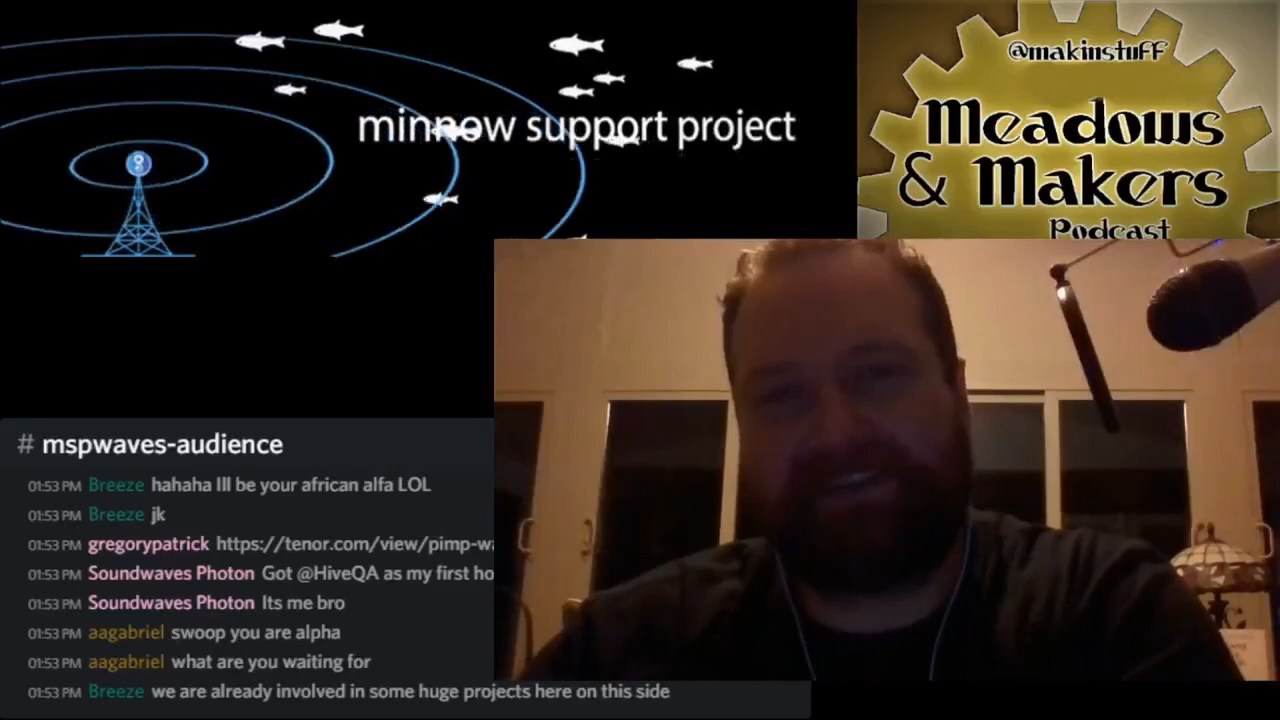 minnow support project
@makinstuff
Meadows
& Makers
Podcast
# mspwaves-audience
01:53 PM Breeze hahaha Ill be your african alfa LOL
01:53 PM Breeze jk
01:53 PM gregorypatrick https://tenor.com/view/pimp-wa
01:53 PM Soundwaves Photon Got @HiveQA as my first ho
01:53 PM Soundwaves Photon Its me bro
01:53 PM aagabriel swoop you are alpha
01:53 PM aagabriel what are you waiting for
01:53 PM Breeze we are already involved in some huge projects here on this side